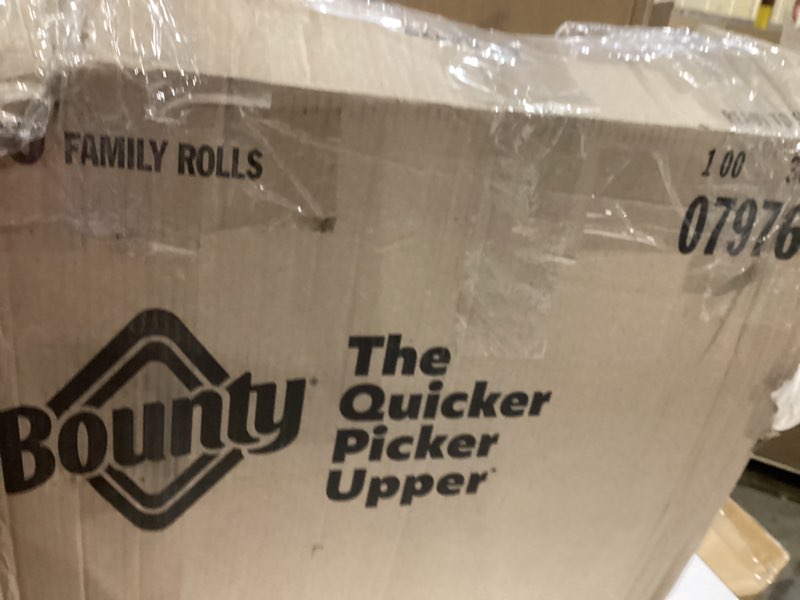 FAMILY ROLLS
1 00
07976
Bounty
The
Quicker
Picker
Upper